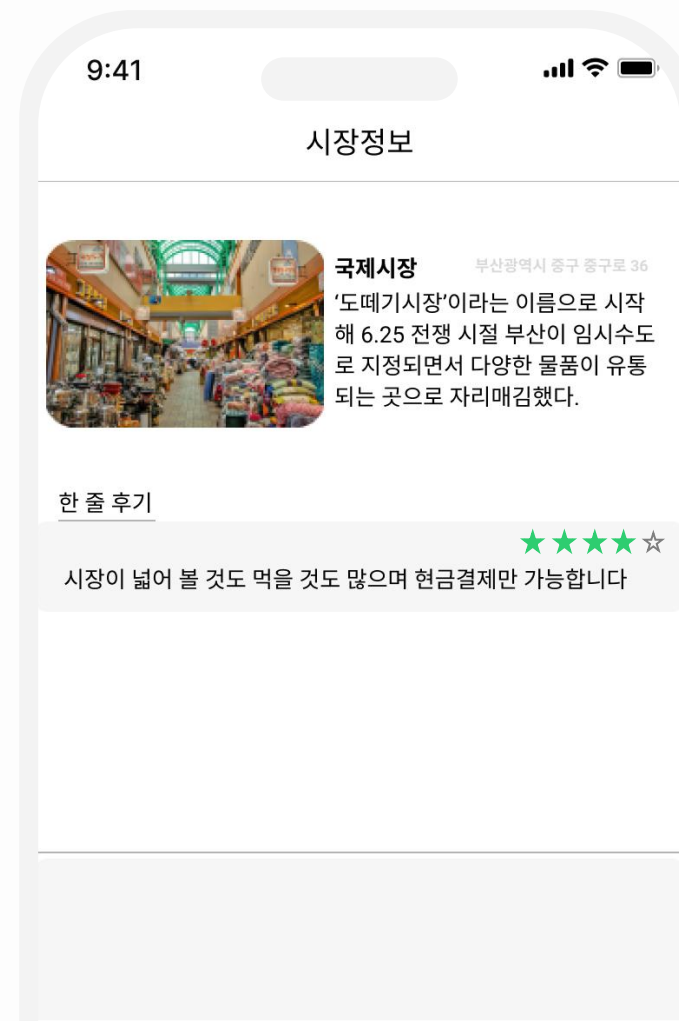 9:41
시장정보
국제시장
부산광역시 중구 중구로 36
‘도떼기시장’이라는 이름으로 시작
해 6.25 전쟁 시절 부산이 임시수도
로 지정되면서 다양한 물품이 유통
되는 곳으로 자리매김했다.
한 줄 후기
시장이 넓어 볼 것도 먹을 것도 많으며 현금결제만 가능합니다